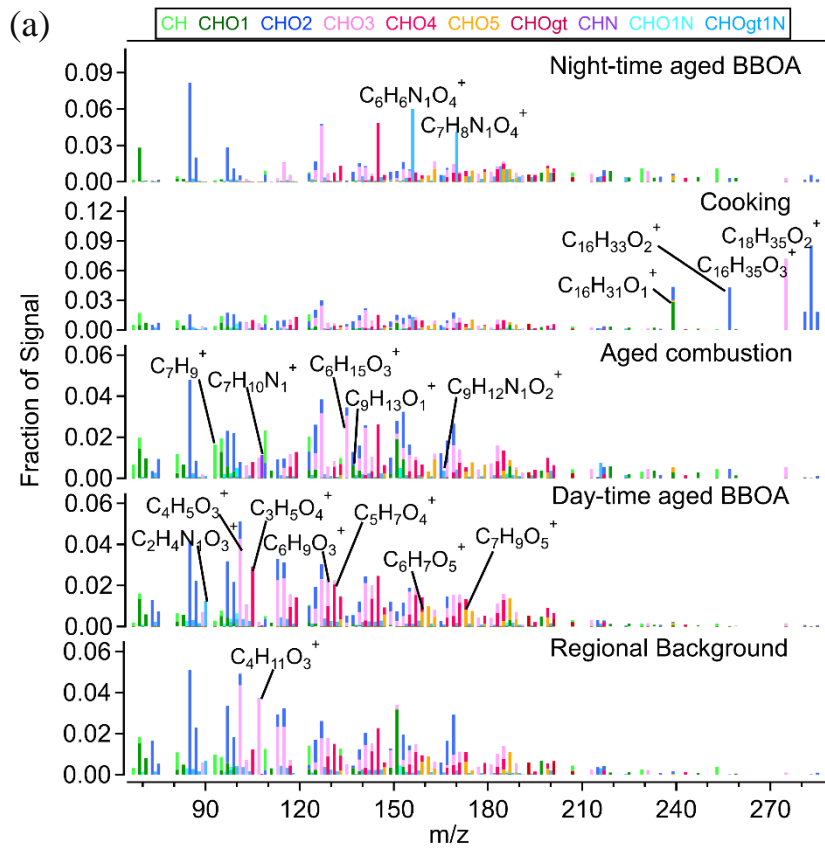 (a)
CH CHO1 CHO2 CHO3 CHO4 CHO5 CHOgt CHN CHO1N CHOgt1N
Fraction of Signal
Night-time aged BBOA
0.09
0.06
0.03
0.00
C₆H₆N₁O₄⁺
C₇H₈N₁O₄⁺
Cooking
0.12
0.09
0.06
0.03
0.00
C₁₆H₃₃O₂⁺
C₁₈H₃₅O₂⁺
C₁₆H₃₅O₃⁺
C₁₆H₃₁O₁⁺
Aged combustion
0.06
0.04
0.02
0.00
C₇H₉⁺
C₇H₁₀N₁⁺
C₆H₁₅O₃⁺
C₉H₁₃O₁⁺
C₉H₁₂N₁O₂⁺
Day-time aged BBOA
0.06
0.04
0.02
0.00
C₄H₅O₃⁺
C₃H₅O₄⁺
C₅H₇O₄⁺
C₂H₄N₁O₃⁺
C₆H₉O₃⁺
C₆H₇O₅⁺
C₇H₉O₅⁺
Regional Background
0.06
0.04
0.02
0.00
C₄H₁₁O₃⁺
90 120 150 180 210 240 270
m/z